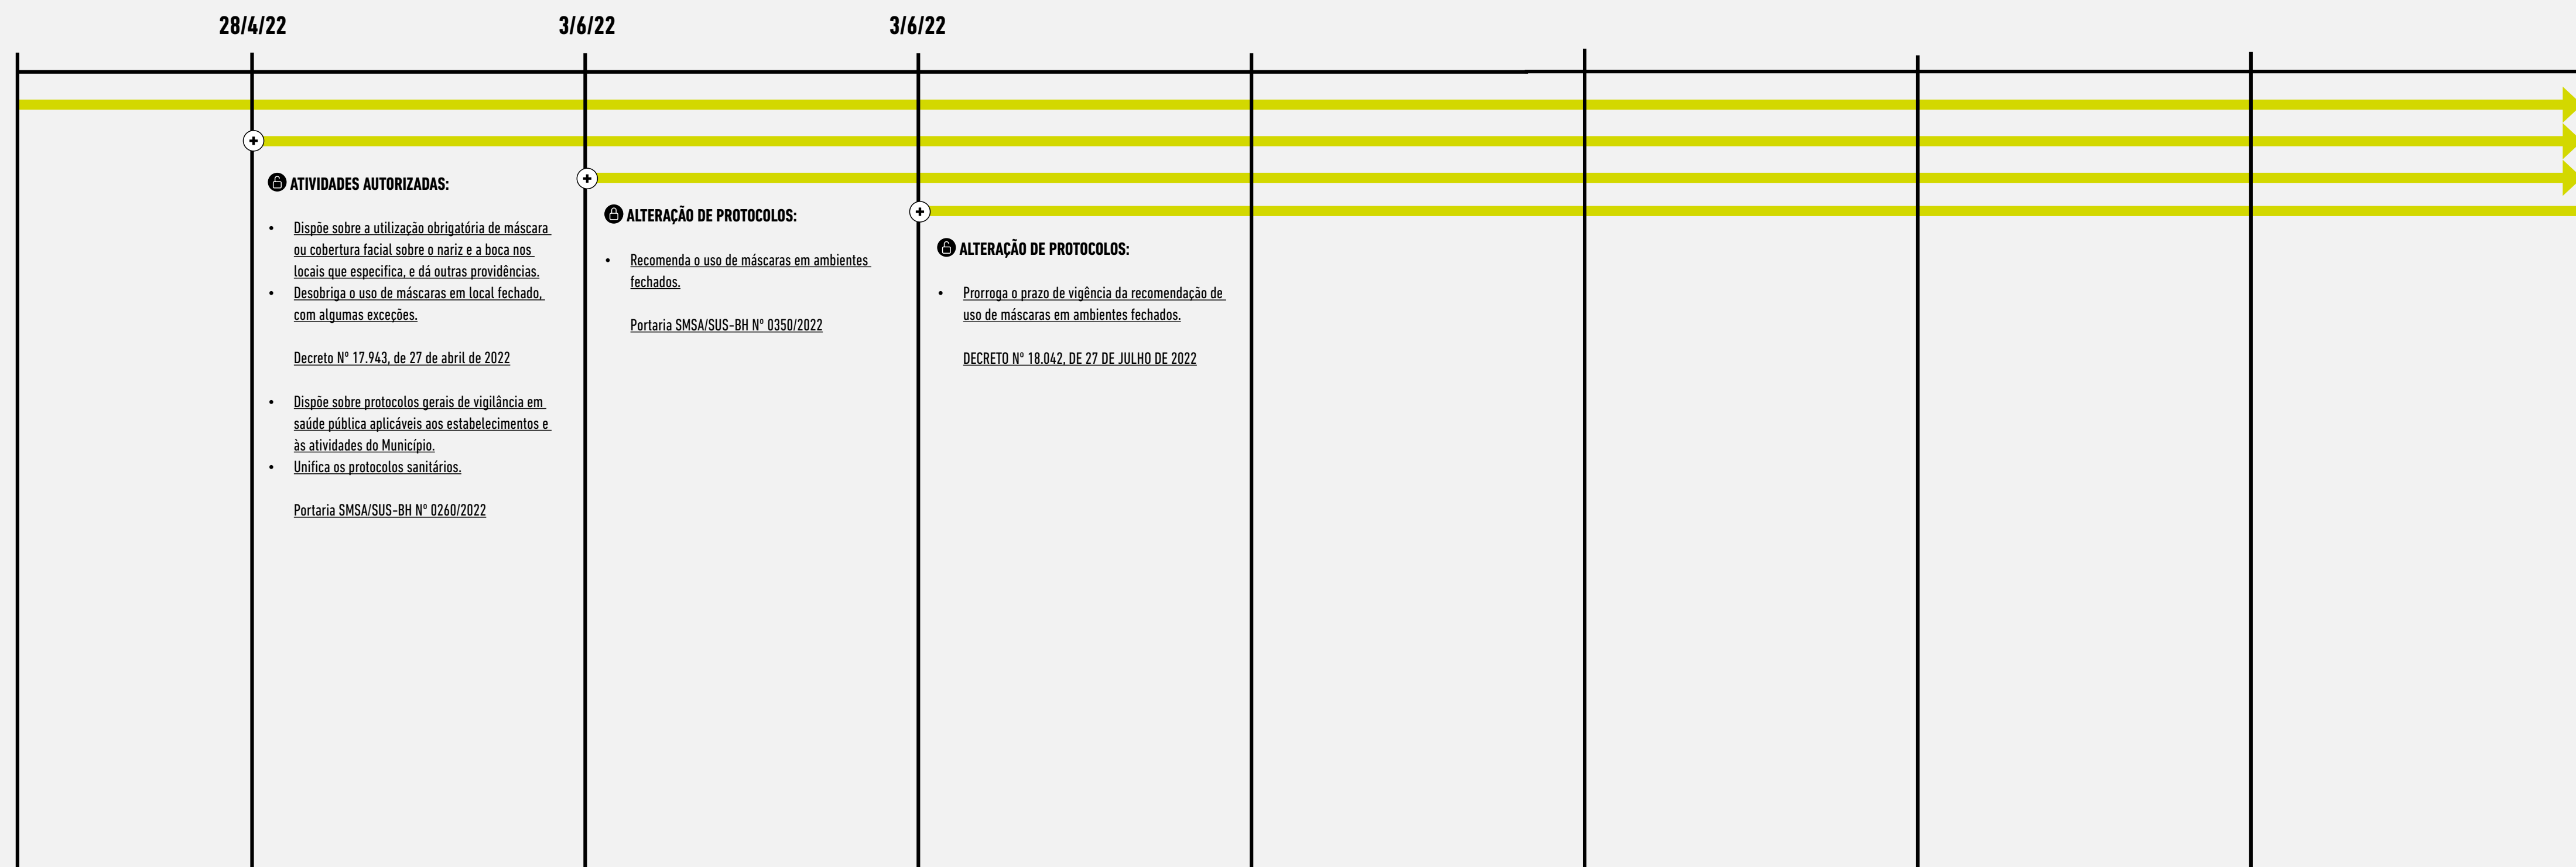 28/4/22
3/6/22
3/6/22
ATIVIDADES AUTORIZADAS:
• Dispõe sobre a utilização obrigatória de máscara
ou cobertura facial sobre o nariz e a boca nos
locais que especifica, e dá outras providências.
• Desobriga o uso de máscaras em local fechado,
com algumas exceções.
Decreto Nº 17.943, de 27 de abril de 2022
• Dispõe sobre protocolos gerais de vigilância em
saúde pública aplicáveis aos estabelecimentos e
às atividades do Município.
• Unifica os protocolos sanitários.
Portaria SMSA/SUS-BH Nº 0260/2022
ALTERAÇÃO DE PROTOCOLOS:
• Recomenda o uso de máscaras em ambientes
fechados.
Portaria SMSA/SUS-BH Nº 0350/2022
ALTERAÇÃO DE PROTOCOLOS:
• Prorroga o prazo de vigência da recomendação de
uso de máscaras em ambientes fechados.
DECRETO Nº 18.042, DE 27 DE JULHO DE 2022